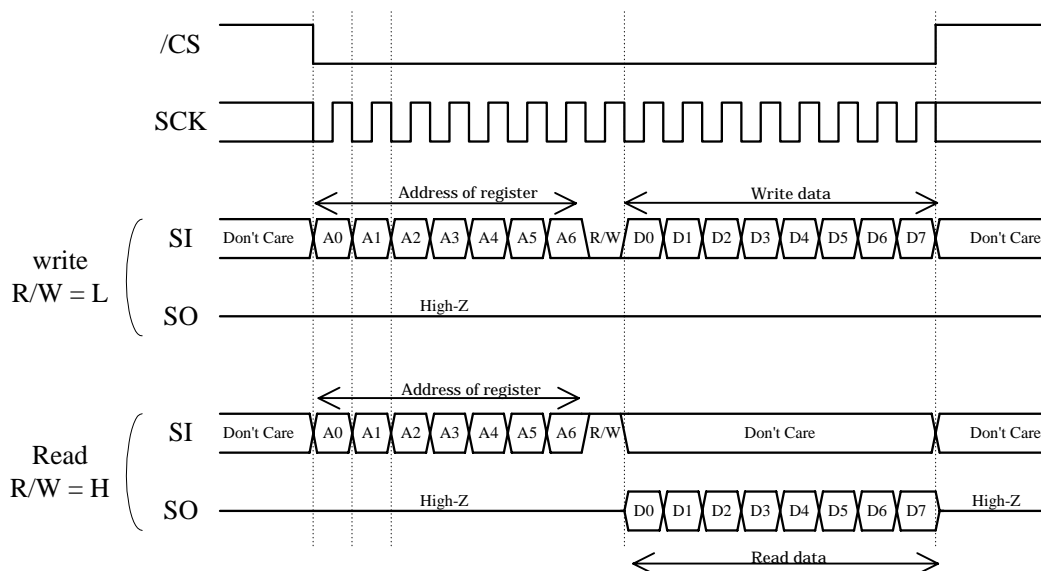 /CS
SCK
Address of register
Write data
SI Don't Care A0 A1 A2 A3 A4 A5 A6 R/W D0 D1 D2 D3 D4 D5 D6 D7 Don't Care
write
R/W = L
High-Z
SO
Address of register
SI Don't Care A0 A1 A2 A3 A4 A5 A6 R/W Don't Care Don't Care
Read
R/W = H
SO High-Z D0 D1 D2 D3 D4 D5 D6 D7 High-Z
Read data